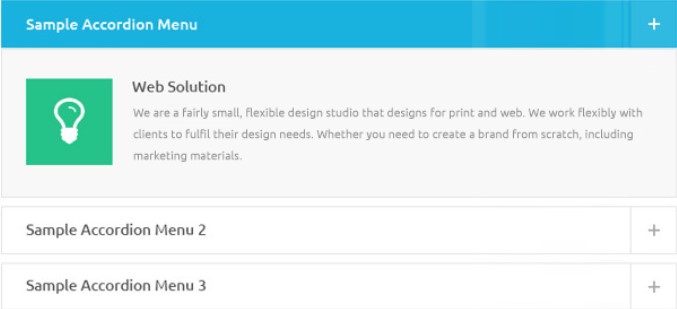 Sample Accordion Menu +
Web Solution
We are a fairly small, flexible design studio that designs for print and web. We work flexibly with
clients to fulfil their design needs. Whether you need to create a brand from scratch, including
marketing materials.
Sample Accordion Menu 2 +
Sample Accordion Menu 3 +